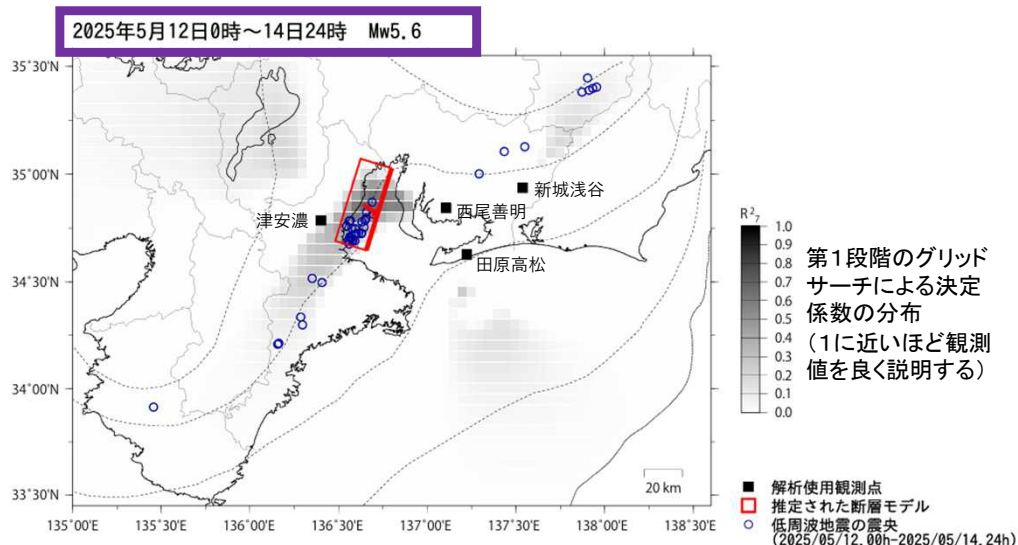 2025年5月12日0時～14日24時 Mw5.6
35°30'N
35°00'N
34°30'N
34°00'N
33°30'N
135°00'E
135°30'E
136°00'E
136°30'E
137°00'E
137°30'E
138°00'E
138°30'E
津安濃
西尾善明
新城浅谷
田原高松
20 km
R²₇
1.0
0.9
0.8
0.7
0.6
0.5
0.4
0.3
0.2
0.1
0.0
第1段階のグリッド
サーチによる決定
係数の分布
(1に近いほど観測
値を良く説明する)
解析使用観測点
推定された断層モデル
低周波地震の震央
(2025/05/12.00h-2025/05/14.24h)